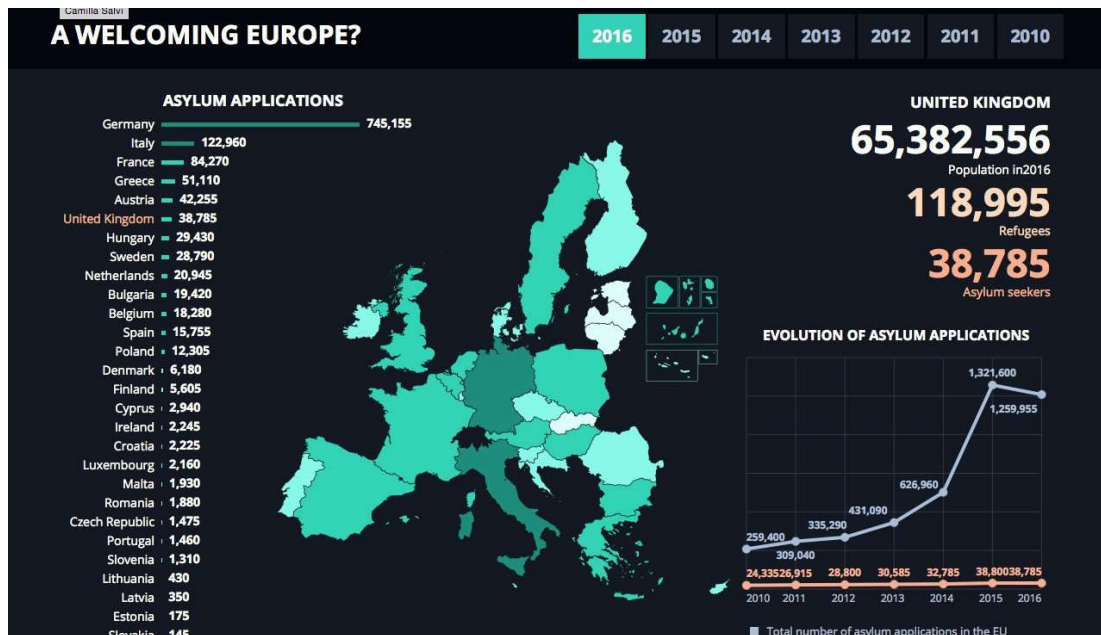 Camilla Salvi
A WELCOMING EUROPE?
2016 2015 2014 2013 2012 2011 2010
ASYLUM APPLICATIONS
Germany 745,155
Italy 122,960
France 84,270
Greece 51,110
Austria 42,255
United Kingdom 38,785
Hungary 29,430
Sweden 28,790
Netherlands 20,945
Bulgaria 19,420
Belgium 18,280
Spain 15,755
Poland 12,305
Denmark 6,180
Finland 5,605
Cyprus 2,940
Ireland 2,245
Croatia 2,225
Luxembourg 2,160
Malta 1,930
Romania 1,880
Czech Republic 1,475
Portugal 1,460
Slovenia 1,310
Lithuania 430
Latvia 350
Estonia 175
Slovakia 145
UNITED KINGDOM
65,382,556
Population in2016
118,995
Refugees
38,785
Asylum seekers
EVOLUTION OF ASYLUM APPLICATIONS
1,321,600
1,259,955
626,960
431,090
335,290
259,400
309,040
24,335 26,915 28,800 30,585 32,785 38,800 38,785
2010 2011 2012 2013 2014 2015 2016
Total number of asylum applications in the EU